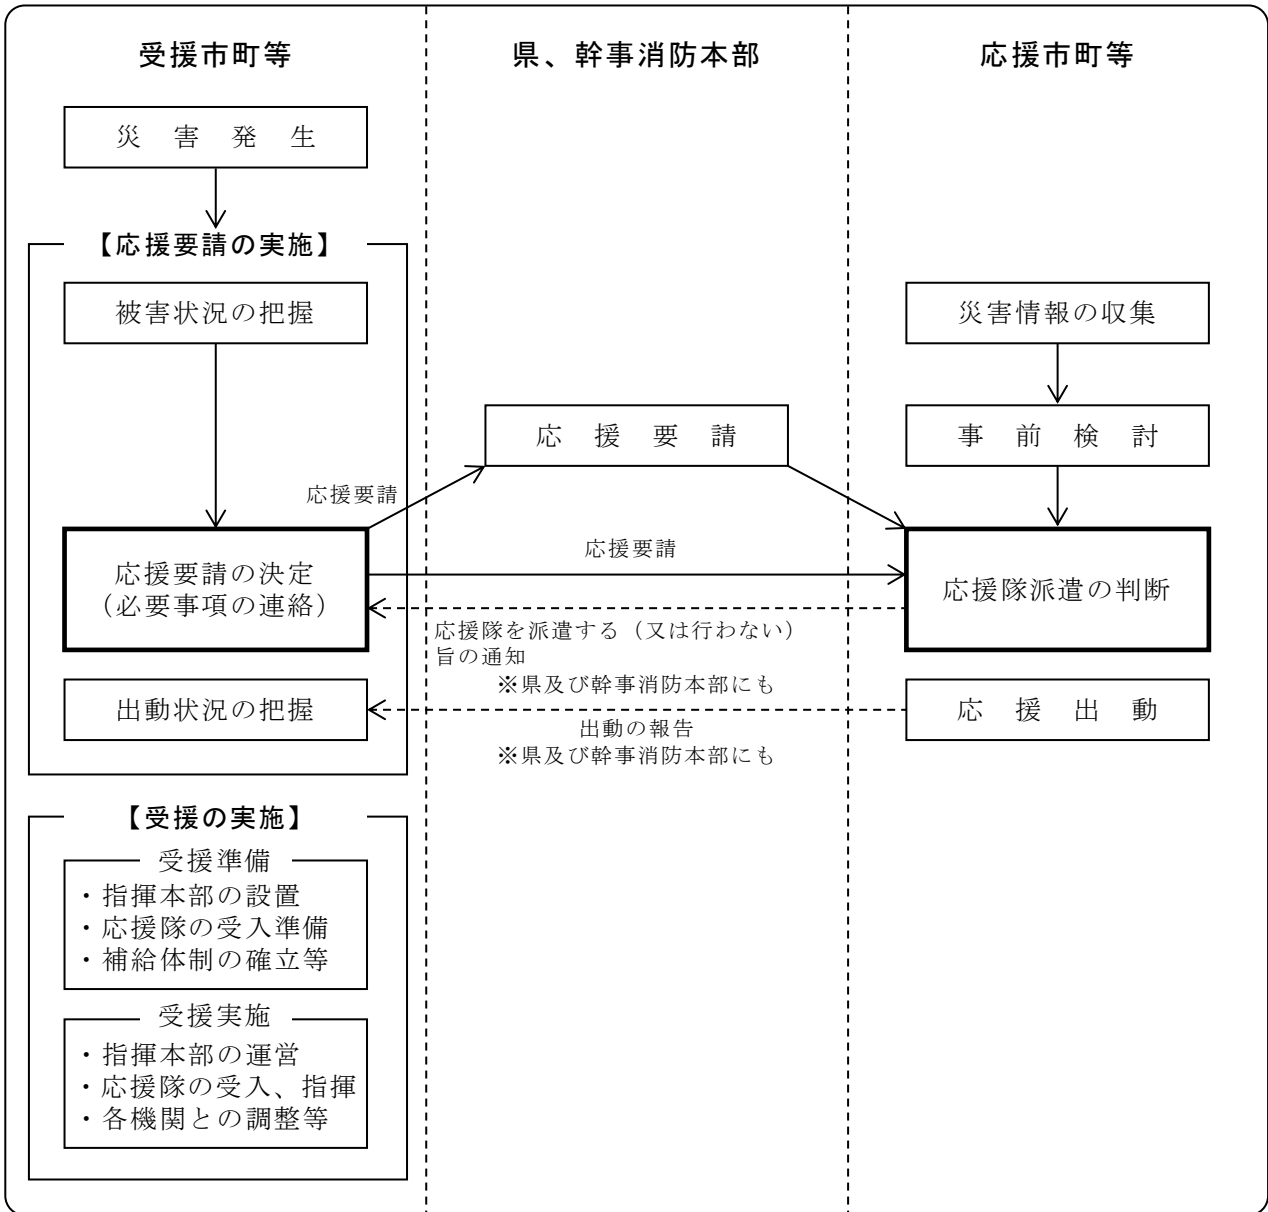 受援市町等
県、幹事消防本部
応援市町等
災害発生
【応援要請の実施】
被害状況の把握
災害情報の収集
応援要請
事前検討
応援要請
応援要請
応援要請の決定
（必要事項の連絡）
応援隊派遣の判断
応援隊を派遣する（又は行わない）
旨の通知
※県及び幹事消防本部にも
出動状況の把握
応援出動
出動の報告
※県及び幹事消防本部にも
【受援の実施】
受援準備
・指揮本部の設置
・応援隊の受入準備
・補給体制の確立等
受援実施
・指揮本部の運営
・応援隊の受入、指揮
・各機関との調整等